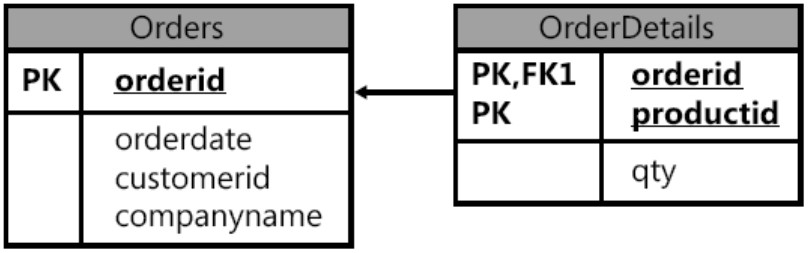 Orders
PK orderid
orderdate
customerid
companyname
OrderDetails
PK,FK1 orderid
PK productid
qty